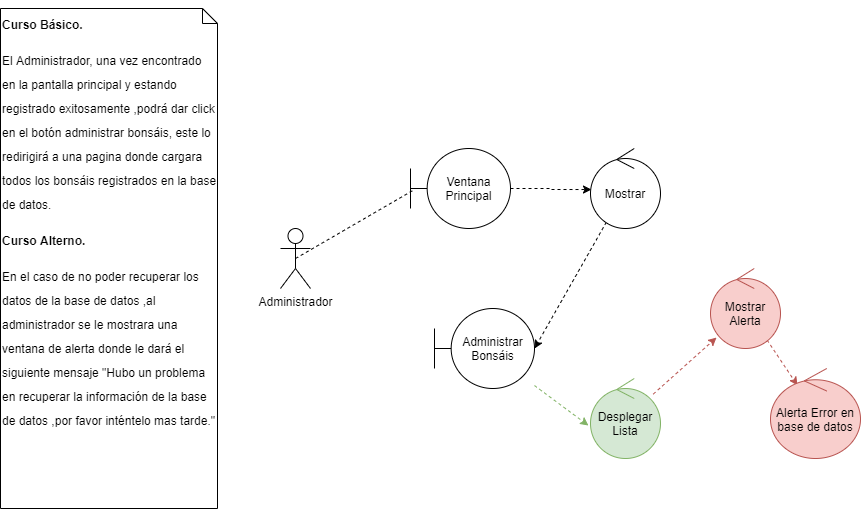 Curso Básico.
El Administrador, una vez encontrado
en la pantalla principal y estando
registrado exitosamente ,podrá dar click
en el botón administrar bonsáis, este lo
redirigirá a una pagina donde cargara
todos los bonsáis registrados en la base
de datos.
Curso Alterno.
En el caso de no poder recuperar los
datos de la base de datos ,al
administrador se le mostrara una
ventana de alerta donde le dará el
siguiente mensaje "Hubo un problema
en recuperar la información de la base
de datos ,por favor inténtelo mas tarde."
Administrador
Ventana
Principal
Mostrar
Administrar
Bonsáis
Desplegar
Lista
Mostrar
Alerta
Alerta Error en
base de datos